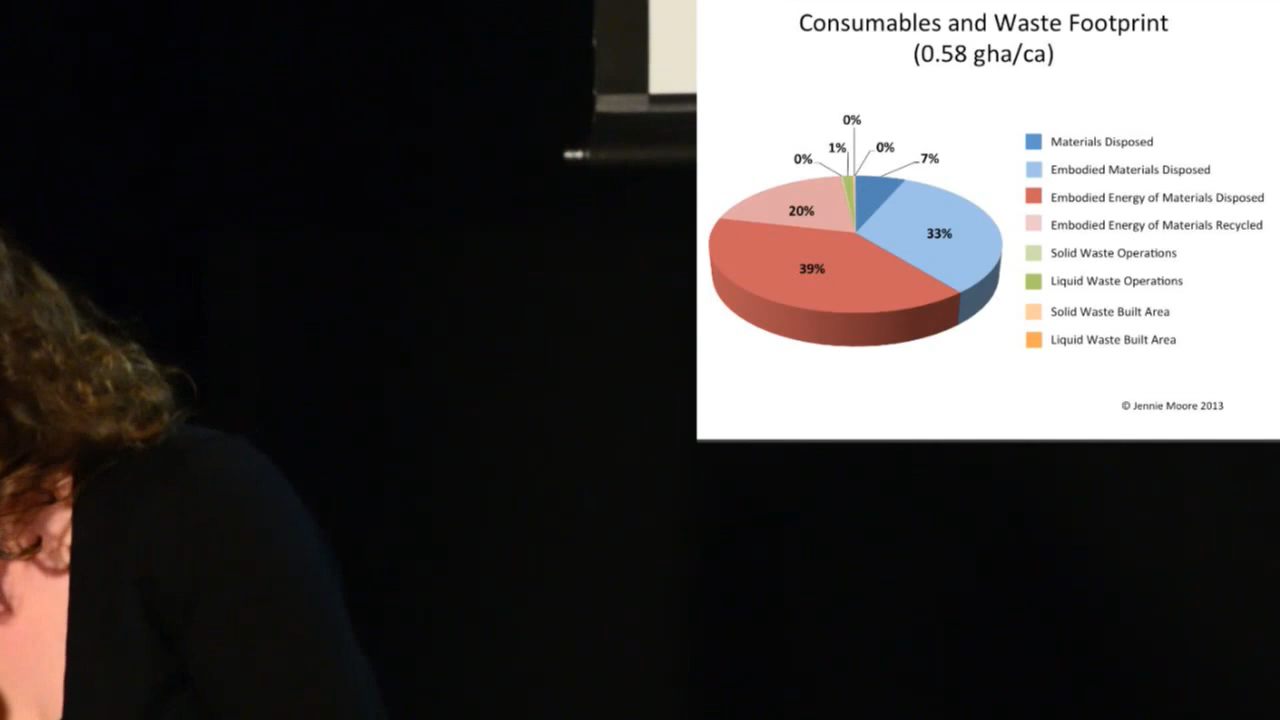 Consumables and Waste Footprint
(0.58 gha/ca)
0%
1%
0%
0%
7%
20%
33%
39%
Materials Disposed
Embodied Materials Disposed
Embodied Energy of Materials Disposed
Embodied Energy of Materials Recycled
Solid Waste Operations
Liquid Waste Operations
Solid Waste Built Area
Liquid Waste Built Area
© Jennie Moore 2013